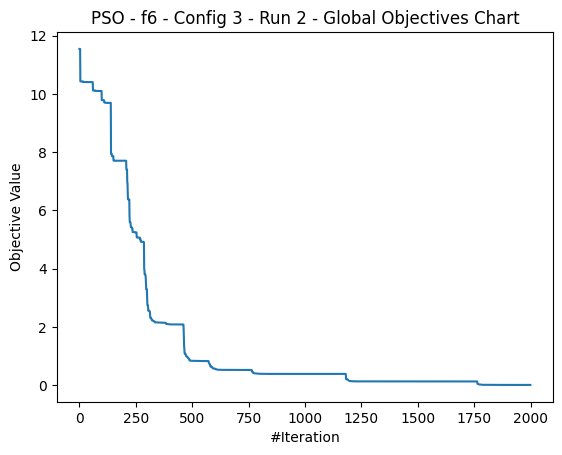 PSO - f6 - Config 3 - Run 2 - Global Objectives Chart
12
10
8
6
4
2
0
Objective Value
0 250 500 750 1000 1250 1500 1750 2000
#Iteration